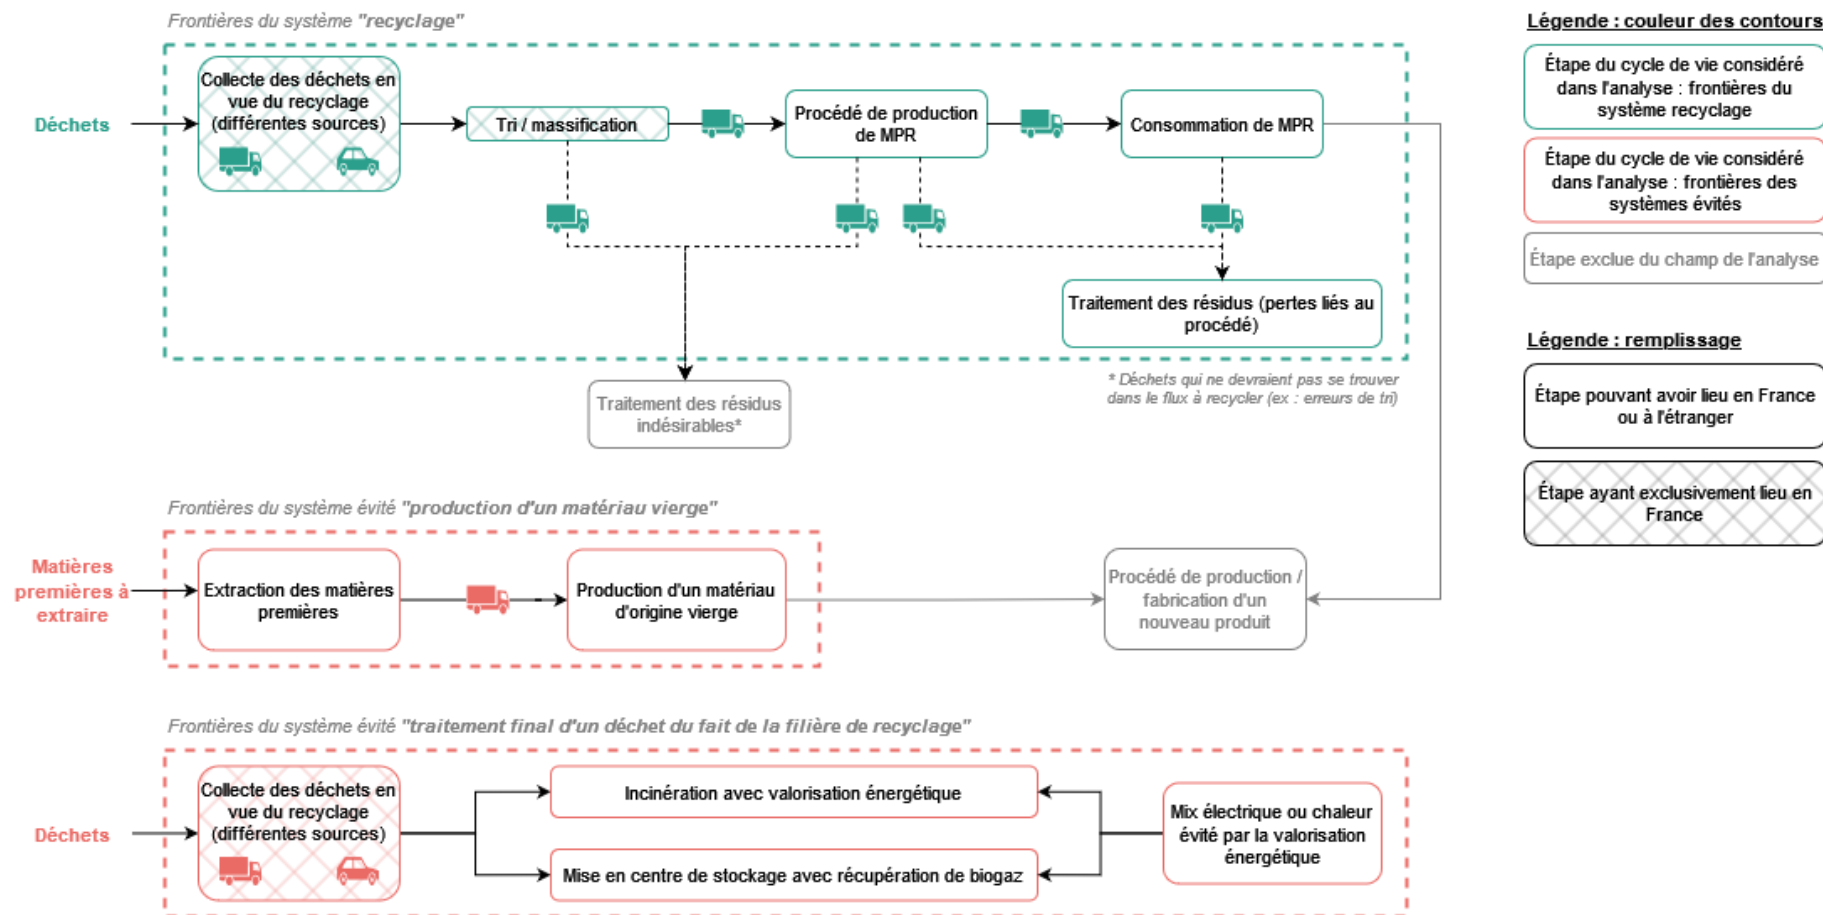 Frontières du système "recyclage"
Déchets
Collecte des déchets en
vue du recyclage
(différentes sources)
Tri / massification
Procédé de production
de MPR
Consommation de MPR
Traitement des résidus (pertes liés au
procédé)
Traitement des résidus
indésirables*
* Déchets qui ne devraient pas se trouver
dans le flux à recycler (ex : erreurs de tri)
Frontières du système évité "production d'un matériau vierge"
Matières
premières à
extraire
Extraction des matières
premières
Production d'un matériau
d'origine vierge
Procédé de production /
fabrication d'un
nouveau produit
Frontières du système évité "traitement final d'un déchet du fait de la filière de recyclage"
Déchets
Collecte des déchets en
vue du recyclage
(différentes sources)
Incinération avec valorisation énergétique
Mise en centre de stockage avec récupération de biogaz
Mix électrique ou chaleur
évité par la valorisation
énergétique
Légende : couleur des contours
Étape du cycle de vie considéré
dans l'analyse : frontières du
système recyclage
Étape du cycle de vie considéré
dans l'analyse : frontières des
systèmes évités
Étape exclue du champ de l'analyse
Légende : remplissage
Étape pouvant avoir lieu en France
ou à l'étranger
Étape ayant exclusivement lieu en
France